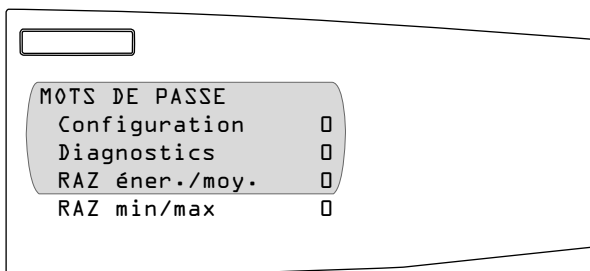 MOTS DE PASSE
Configuration 0
Diagnostics 0
RAZ éner./moy. 0
RAZ min/max 0